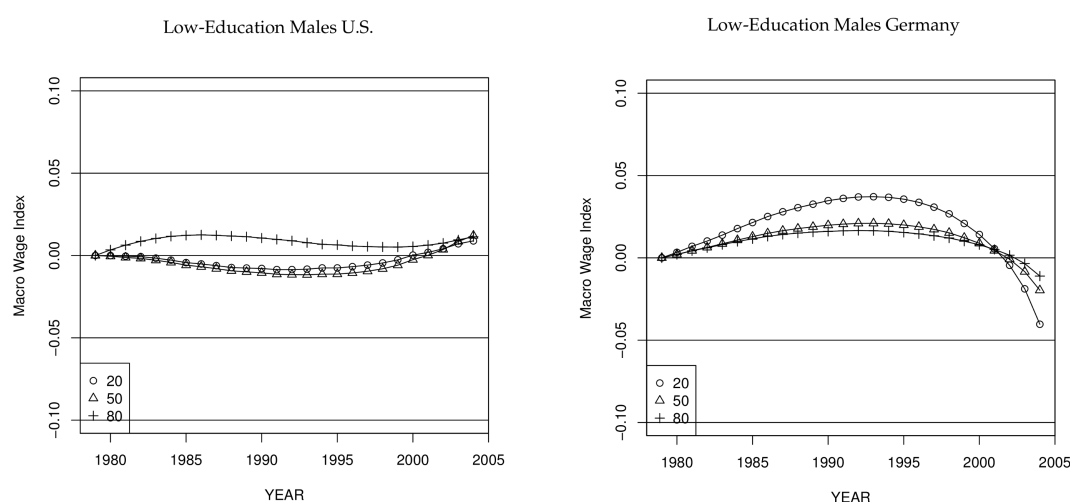 Low-Education Males U.S.
Macro Wage Index
0.10
0.05
0.00
−0.05
−0.10
20
50
80
1980 1985 1990 1995 2000 2005
YEAR
Low-Education Males Germany
Macro Wage Index
0.10
0.05
0.00
−0.05
−0.10
20
50
80
1980 1985 1990 1995 2000 2005
YEAR